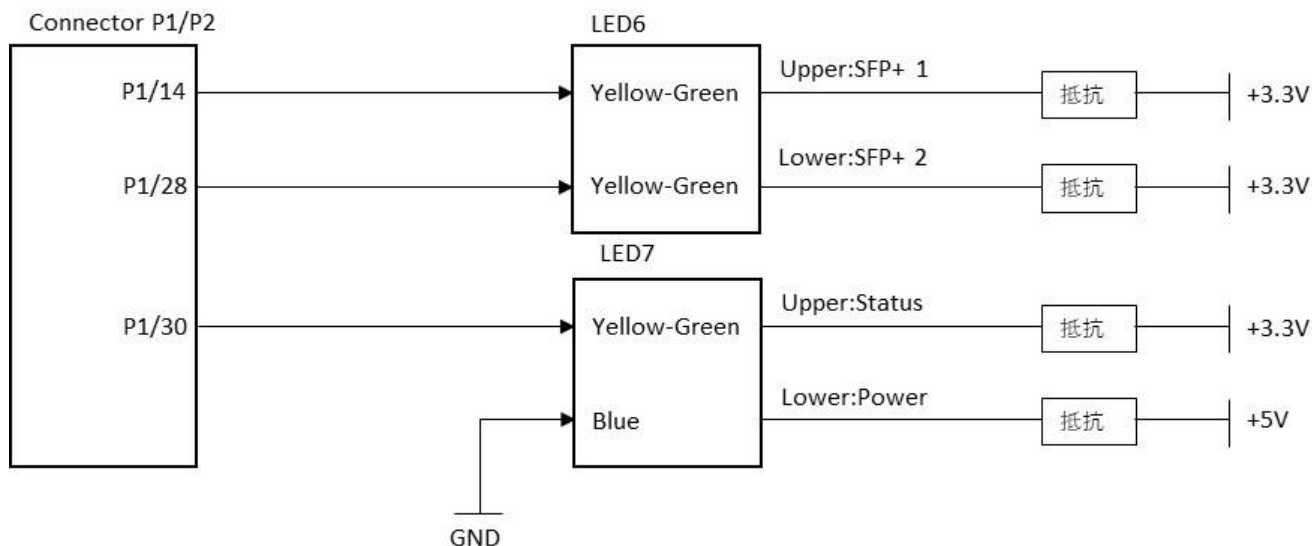 Connector P1/P2
LED6
P1/14
Yellow-Green
Upper:SFP+ 1
抵抗
+3.3V
P1/28
Yellow-Green
Lower:SFP+ 2
抵抗
+3.3V
LED7
P1/30
Yellow-Green
Upper:Status
抵抗
+3.3V
Blue
Lower:Power
抵抗
+5V
GND